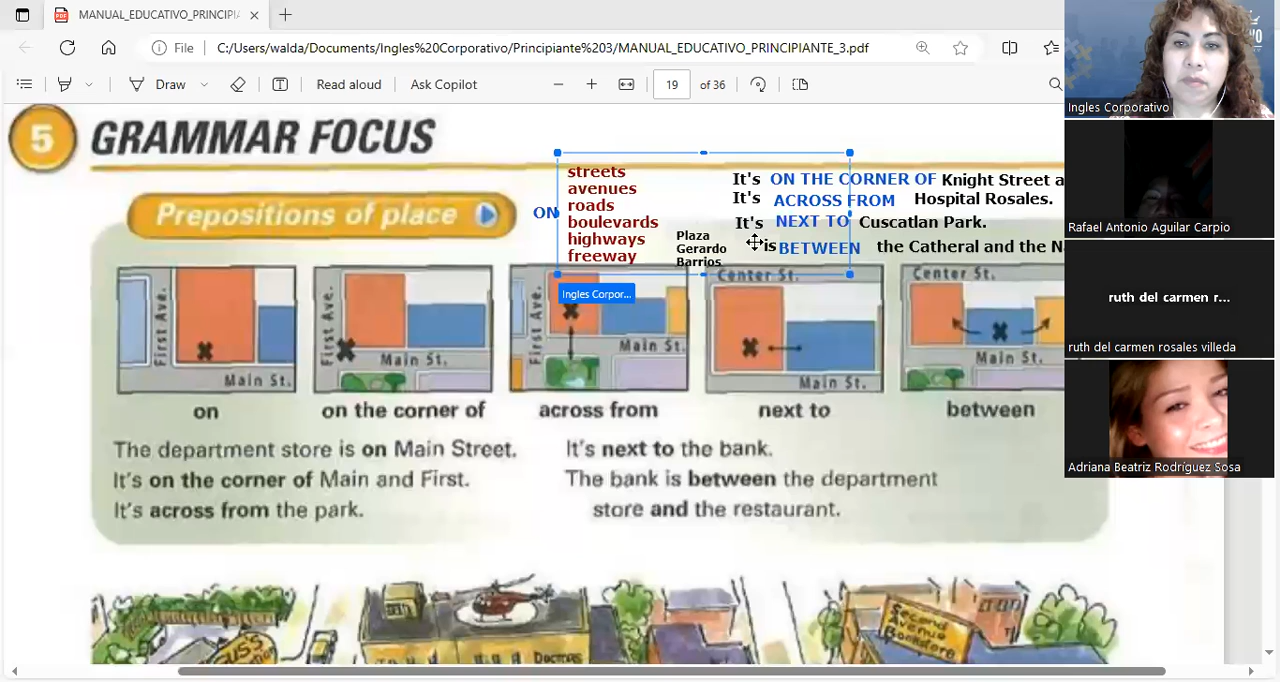 MANUAL_EDUCATIVO_PRINCIPI
File
C:/Users/walda/Documents/Ingles%20Corporativo/Principiante%203/MANUAL_EDUCATIVO_PRINCIPIANTE_3.pdf
Draw
Read aloud
Ask Copilot
19 of 36
5 GRAMMAR FOCUS
Prepositions of place
ON
streets
avenues
roads
boulevards
highways
freeway
Plaza
Gerardo
Barrios
It's ON THE CORNER OF Knight Street a
It's ACROSS FROM Hospital Rosales.
It's NEXT TO Cuscatlan Park.
is BETWEEN the Catheral and the N
Ingles Corpor...
First Ave.
Main St.
First Ave.
Main St.
First Ave.
Main St.
Center St.
Main St.
Center St.
Main St.
on
on the corner of
across from
next to
between
The department store is on Main Street.
It's on the corner of Main and First.
It's across from the park.
It's next to the bank.
The bank is between the department
store and the restaurant.
Second
Avenue
Doctors
Ingles Corporativo
Rafael Antonio Aguilar Carpio
ruth del carmen r...
ruth del carmen rosales villeda
Adriana Beatriz Rodríguez Sosa